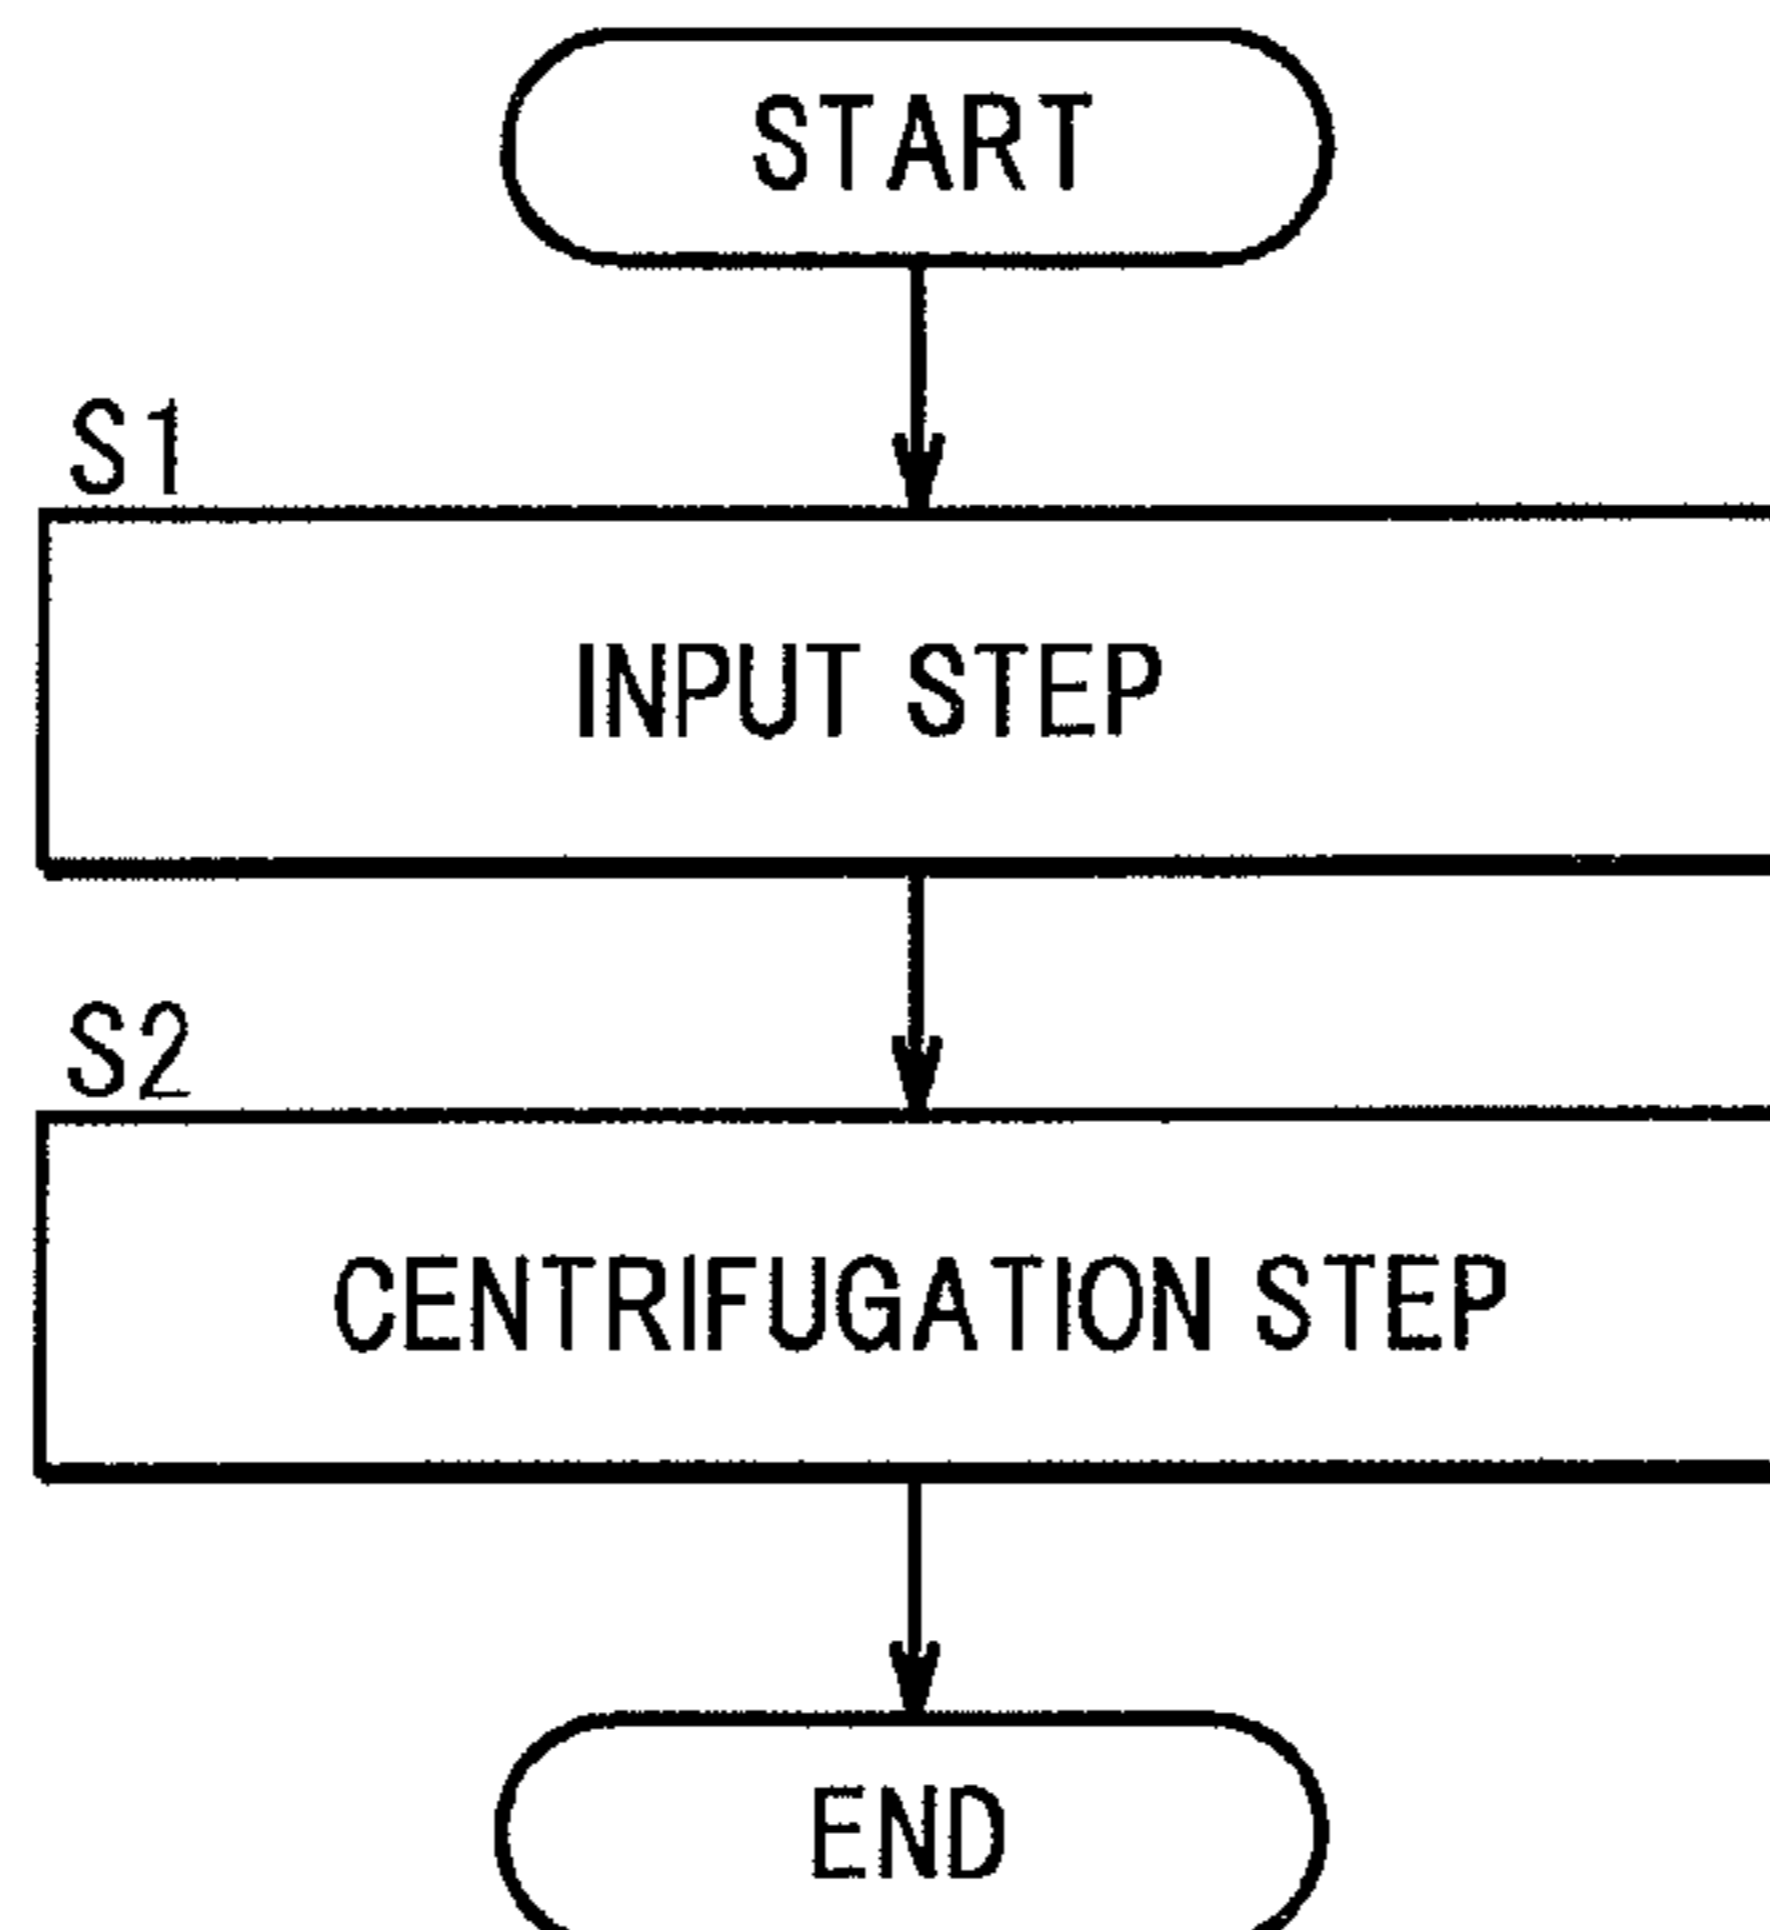 START
S1
INPUT STEP
S2
CENTRIFUGATION STEP
END